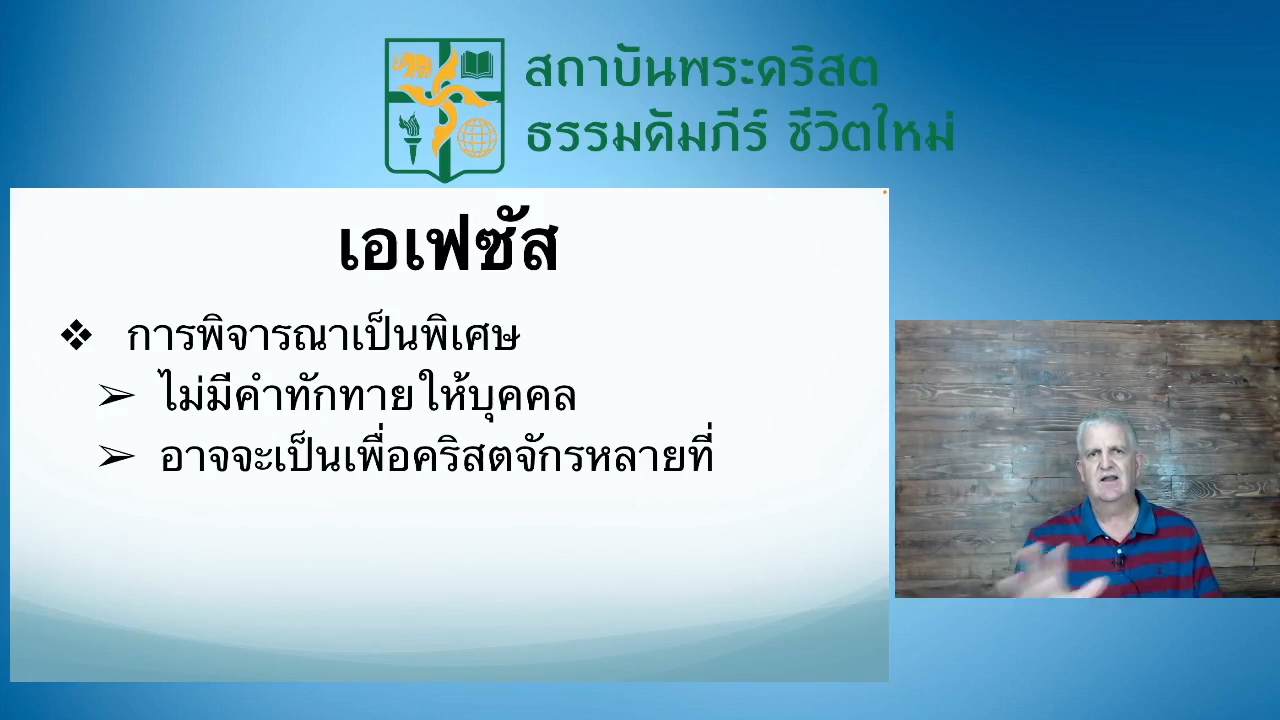 สถาบันพระคริสต
ธรรมคัมภีร์ ชีวิตใหม่
เอเฟซัส
❖ การพิจารณาเป็นพิเศษ
➢ ไม่มีคำทักทายให้บุคคล
➢ อาจจะเป็นเพื่อคริสตจักรหลายที่